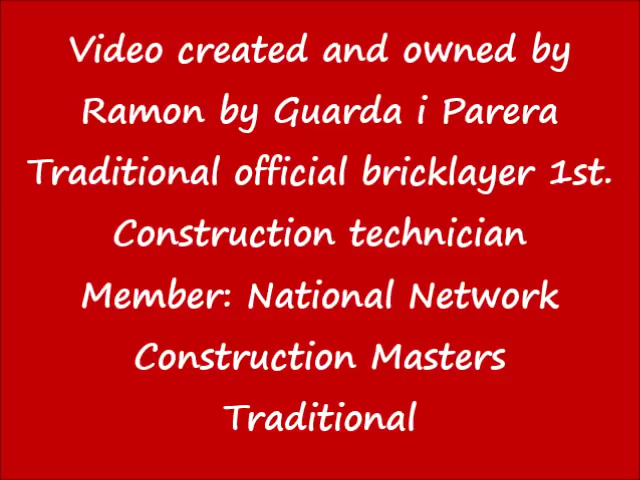 Video created and owned by
Ramon by Guarda i Parera
Traditional official bricklayer 1st.
Construction technician
Member: National Network
Construction Masters
Traditional